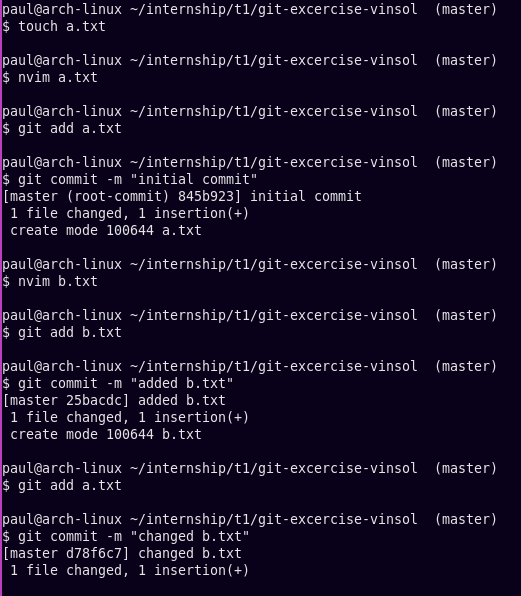 paul@arch-linux ~/internship/t1/git-excercise-vinsol  (master)
$ touch a.txt

paul@arch-linux ~/internship/t1/git-excercise-vinsol  (master)
$ nvim a.txt

paul@arch-linux ~/internship/t1/git-excercise-vinsol  (master)
$ git add a.txt

paul@arch-linux ~/internship/t1/git-excercise-vinsol  (master)
$ git commit -m "initial commit"
[master (root-commit) 845b923] initial commit
 1 file changed, 1 insertion(+)
 create mode 100644 a.txt

paul@arch-linux ~/internship/t1/git-excercise-vinsol  (master)
$ nvim b.txt

paul@arch-linux ~/internship/t1/git-excercise-vinsol  (master)
$ git add b.txt

paul@arch-linux ~/internship/t1/git-excercise-vinsol  (master)
$ git commit -m "added b.txt"
[master 25bacdc] added b.txt
 1 file changed, 1 insertion(+)
 create mode 100644 b.txt

paul@arch-linux ~/internship/t1/git-excercise-vinsol  (master)
$ git add a.txt

paul@arch-linux ~/internship/t1/git-excercise-vinsol  (master)
$ git commit -m "changed b.txt"
[master d78f6c7] changed b.txt
 1 file changed, 1 insertion(+)